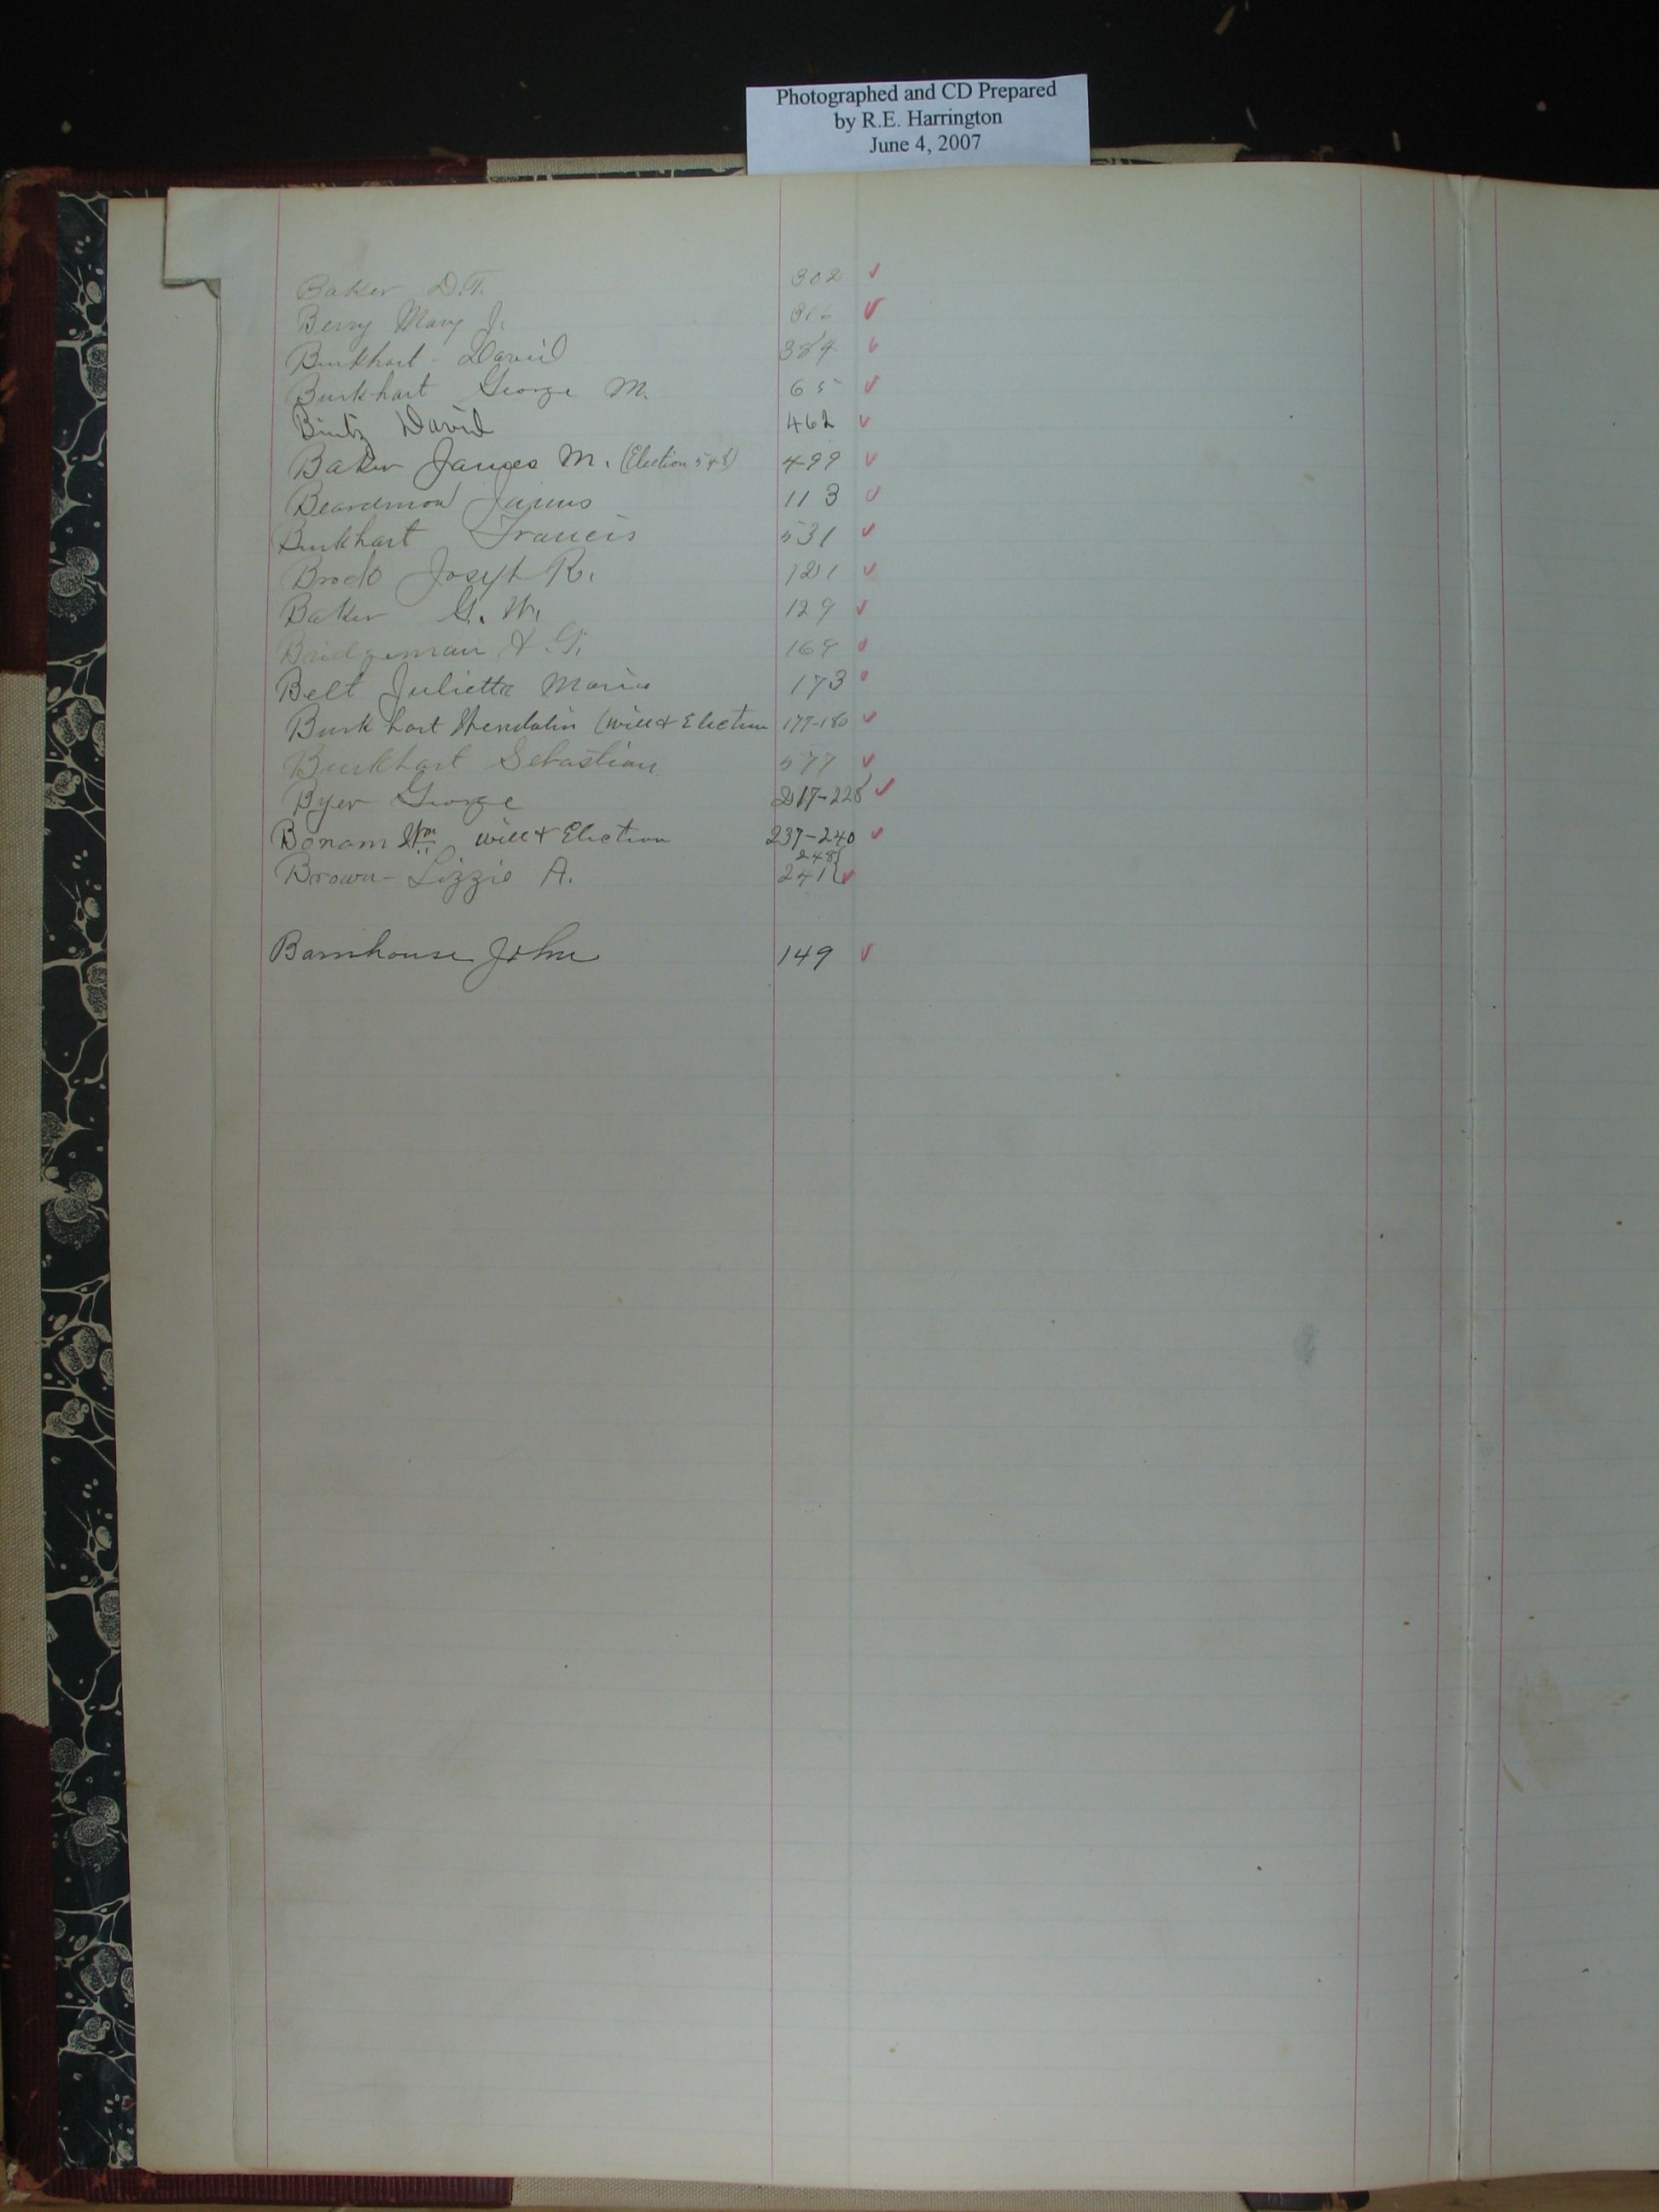 Photographed and CD Prepared
by R.E. Harrington
June 4, 2007
Baker D.T. 302
Berry Mary J.
Burkhart - David 384
Burkhart George M. 65
Bintz David 462
Baker James M. (Election 548) 499
Beardmore James 113
Burkhart Francis 531
Brock Joseph R. 121
Baker G. W. 129
Bridgeman 169
Belt Julietta Maria 173
Burkhart Wendalin (Will & Election 177-180
Burkhart Sebastian 577
Byer George 217-228
Bonam Wm Will & Election 237-240
248
Brown - Lizzie A. 241
Barnhouse John 149